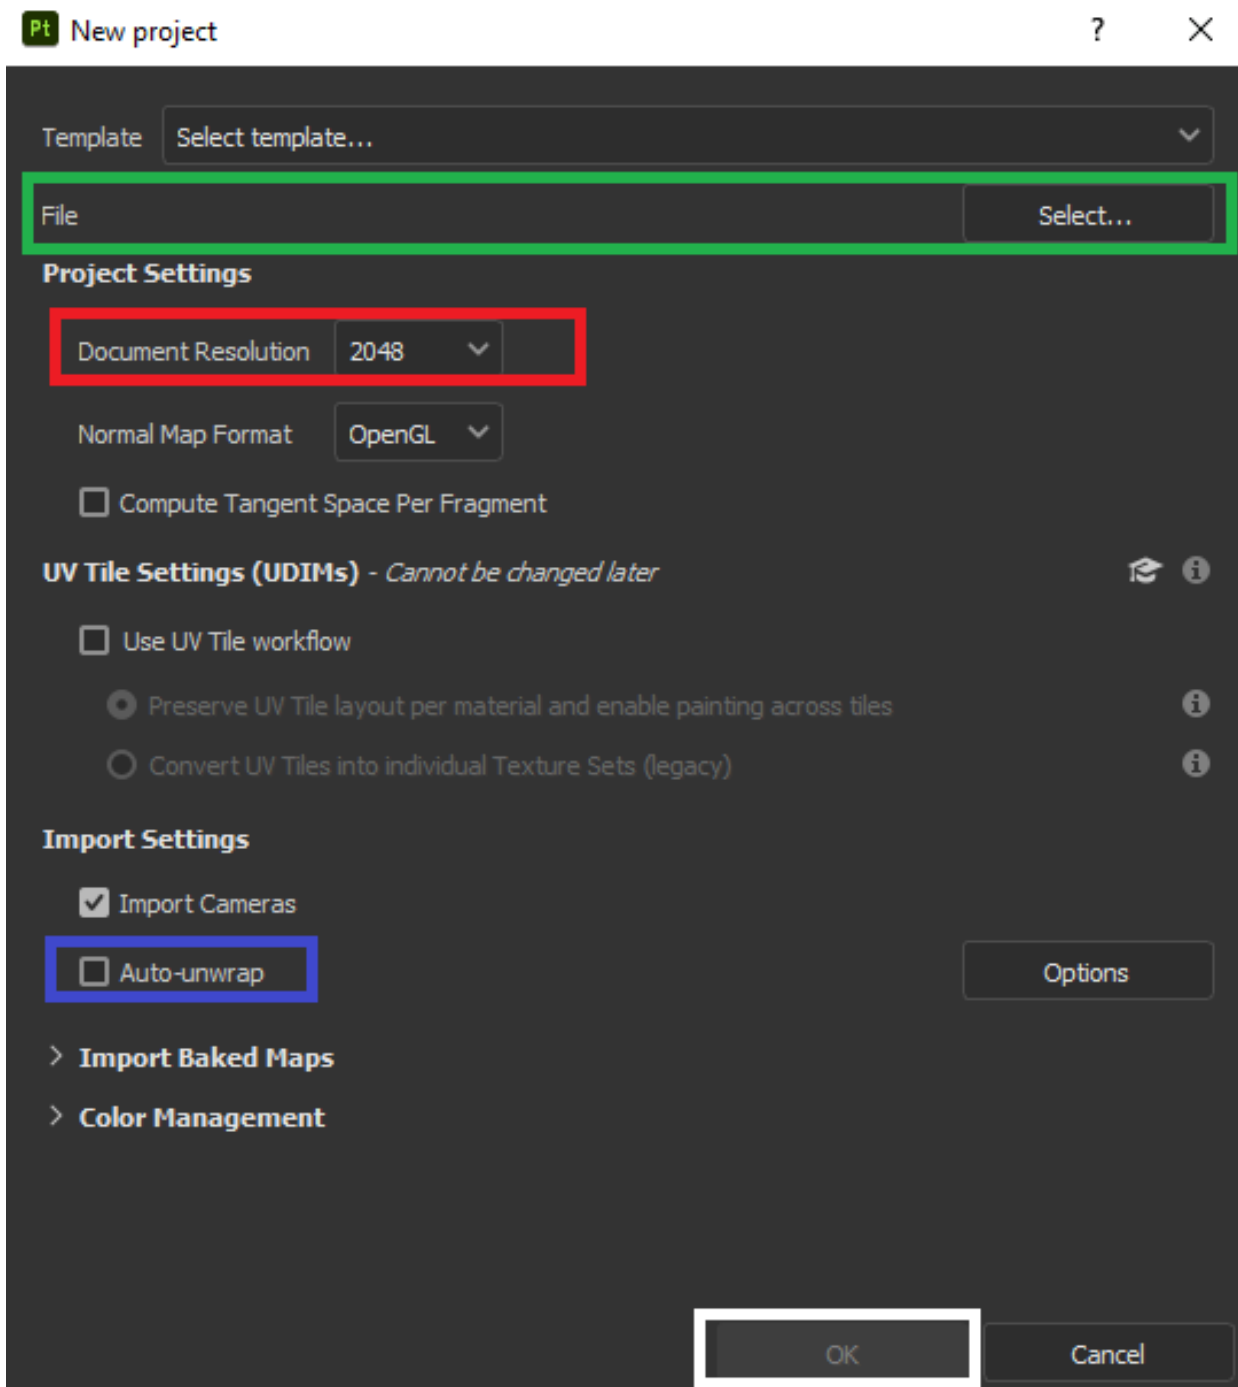 Pt New project ?
Template Select template...
File Select...
Project Settings
Document Resolution 2048
Normal Map Format OpenGL
Compute Tangent Space Per Fragment
UV Tile Settings (UDIMs) - Cannot be changed later
Use UV Tile workflow
Preserve UV Tile layout per material and enable painting across tiles
Convert UV Tiles into individual Texture Sets (legacy)
Import Settings
Import Cameras
Auto-unwrap Options
Import Baked Maps
Color Management
OK Cancel